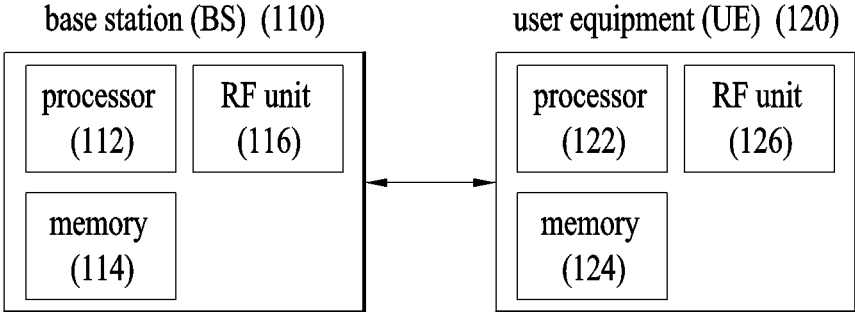 base station (BS) (110)
processor
(112)
RF unit
(116)
memory
(114)
user equipment (UE) (120)
processor
(122)
RF unit
(126)
memory
(124)